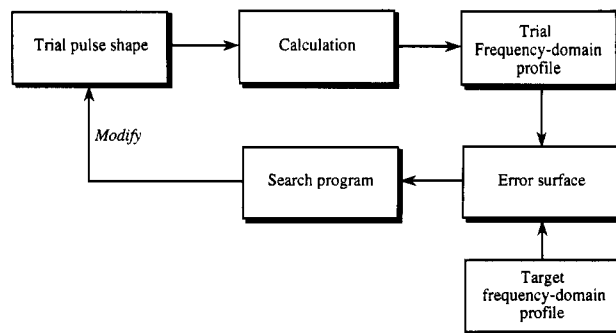 Trial pulse shape
Calculation
Trial
Frequency-domain
profile
Modify
Search program
Error surface
Target
frequency-domain
profile